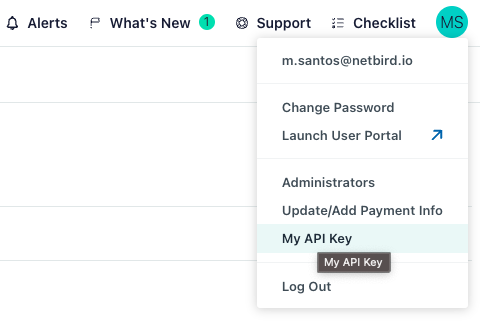 Alerts What's New 1 Support Checklist MS
m.santos@netbird.io
Change Password
Launch User Portal
Administrators
Update/Add Payment Info
My API Key
My API Key
Log Out